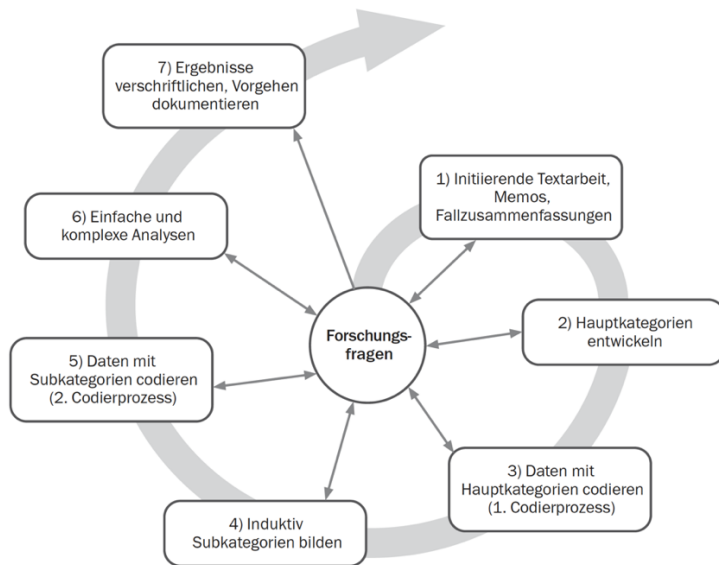 7) Ergebnisse
verschriftlichen, Vorgehen
dokumentieren
1) Initiierende Textarbeit,
Memos,
Fallzusammenfassungen
6) Einfache und
komplexe Analysen
Forschungs-
fragen
2) Hauptkategorien
entwickeln
5) Daten mit
Subkategorien codieren
(2. Codierprozess)
3) Daten mit
Hauptkategorien codieren
(1. Codierprozess)
4) Induktiv
Subkategorien bilden